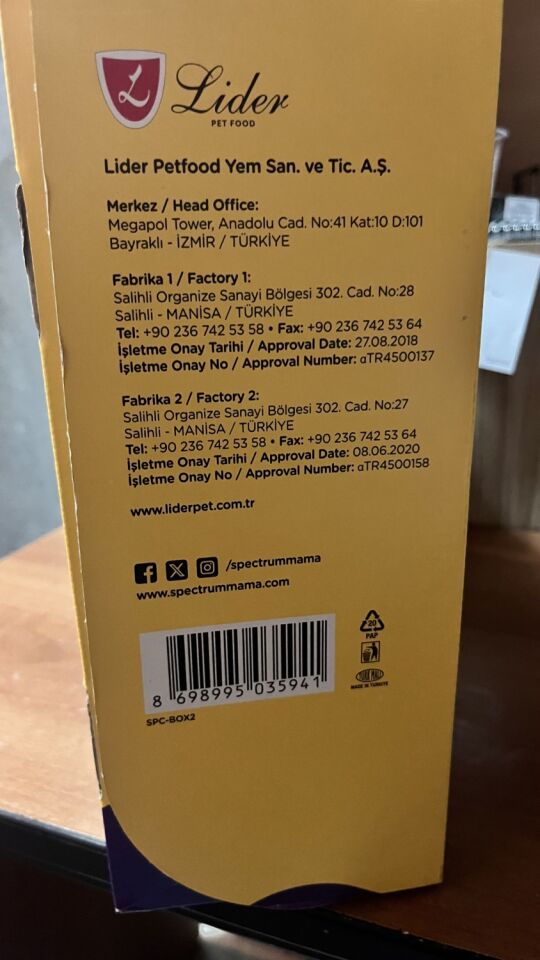 Lider
PET FOOD
Lider Petfood Yem San. ve Tic. A.Ş.
Merkez / Head Office:
Megapol Tower, Anadolu Cad. No:41 Kat:10 D:101
Bayraklı - İZMİR / TÜRKİYE
Fabrika 1 / Factory 1:
Salihli Organize Sanayi Bölgesi 302. Cad. No:28
Salihli - MANİSA / TÜRKİYE
Tel: +90 236 742 53 58 • Fax: +90 236 742 53 64
İşletme Onay Tarihi / Approval Date: 27.08.2018
İşletme Onay No / Approval Number: αTR4500137
Fabrika 2 / Factory 2:
Salihli Organize Sanayi Bölgesi 302. Cad. No:27
Salihli - MANİSA / TÜRKİYE
Tel: +90 236 742 53 58 • Fax: +90 236 742 53 64
İşletme Onay Tarihi / Approval Date: 08.06.2020
İşletme Onay No / Approval Number: αTR4500158
www.liderpet.com.tr
/spectrummama
www.spectrummama.com
8 698995 035941
SPC-BOX2
20
PAP
TÜRK MALI
MADE IN TÜRKİYE